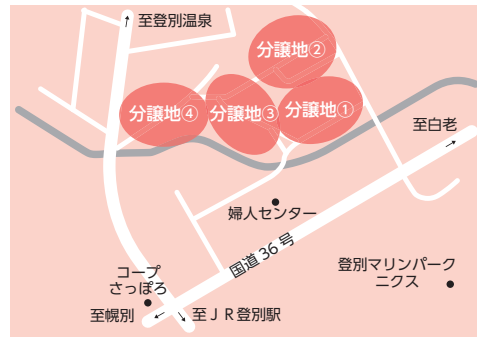 至登別温泉
分譲地②
分譲地④
分譲地③
分譲地①
至白老
婦人センター
国道36号
登別マリンパーク
ニクス
コープ
さっぽろ
至幌別
至ＪＲ登別駅